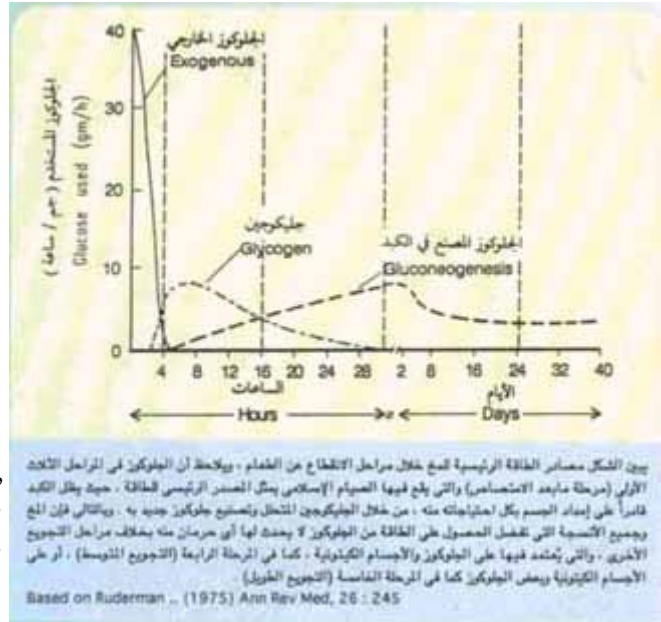 40
30
20
10
0
الجلوكوز المستخدم ( جم / ساعة )
Glucose used (gm/h)
الجلوكوز الخارجي
Exogenous
جليكوجين
Glycogen
الجلوكوز المصنع في الكبد
Gluconeogenesis
4 8 12 16 20 24 28 2 8 16 24 32 40
الساعات
الأيام
Hours
Days
يبين الشكل مصادر الطاقة الرئيسية للمخ خلال مراحل الانقطاع عن الطعام ، ويلاحظ أن الجلوكوز في المراحل الثلاث
الأولى (مرحلة مابعد الامتصاص) والتي يقع فيها الصيام الإسلامي يمثل المصدر الرئيسي للطاقة ، حيث يظل الكبد
قادراً على إمداد الجسم بكل احتياجاته منه ، من خلال الجليكوجين المتحلل وتصنيع جلوكوز جديد به . وبالتالي فإن المخ
وجميع الأنسجة التي تفضل الحصول على الطاقة من الجلوكوز لا يحدث لها أي حرمان منه بخلاف مراحل التجويع
الأخرى ، والتي يُعتمد فيها على الجلوكوز والأجسام الكيتونية ، كما في المرحلة الرابعة (التجويع المتوسط) ، أو على
الأجسام الكيتونية وبعض الجلوكوز كما في المرحلة الخامسة (التجويع الطويل) .
Based on Ruderman .. (1975) Ann Rev Med, 26 : 245